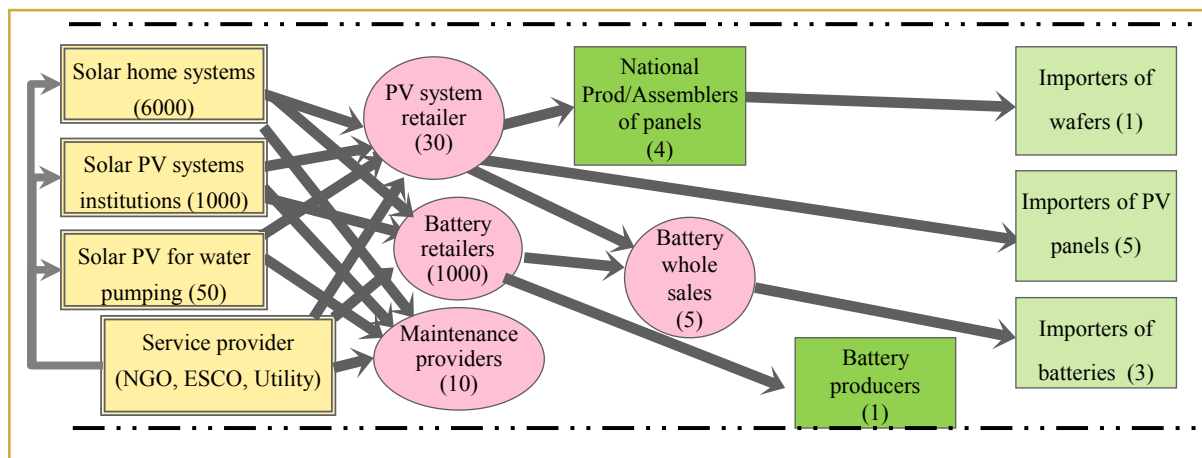 Solar home systems
(6000)
Solar PV systems
institutions (1000)
Solar PV for water
pumping (50)
Service provider
(NGO, ESCO, Utility)
PV system
retailer
(30)
Battery
retailers
(1000)
Maintenance
providers
(10)
National
Prod/Assemblers
of panels
(4)
Battery
whole
sales
(5)
Battery
producers
(1)
Importers of
wafers (1)
Importers of PV
panels (5)
Importers of
batteries (3)